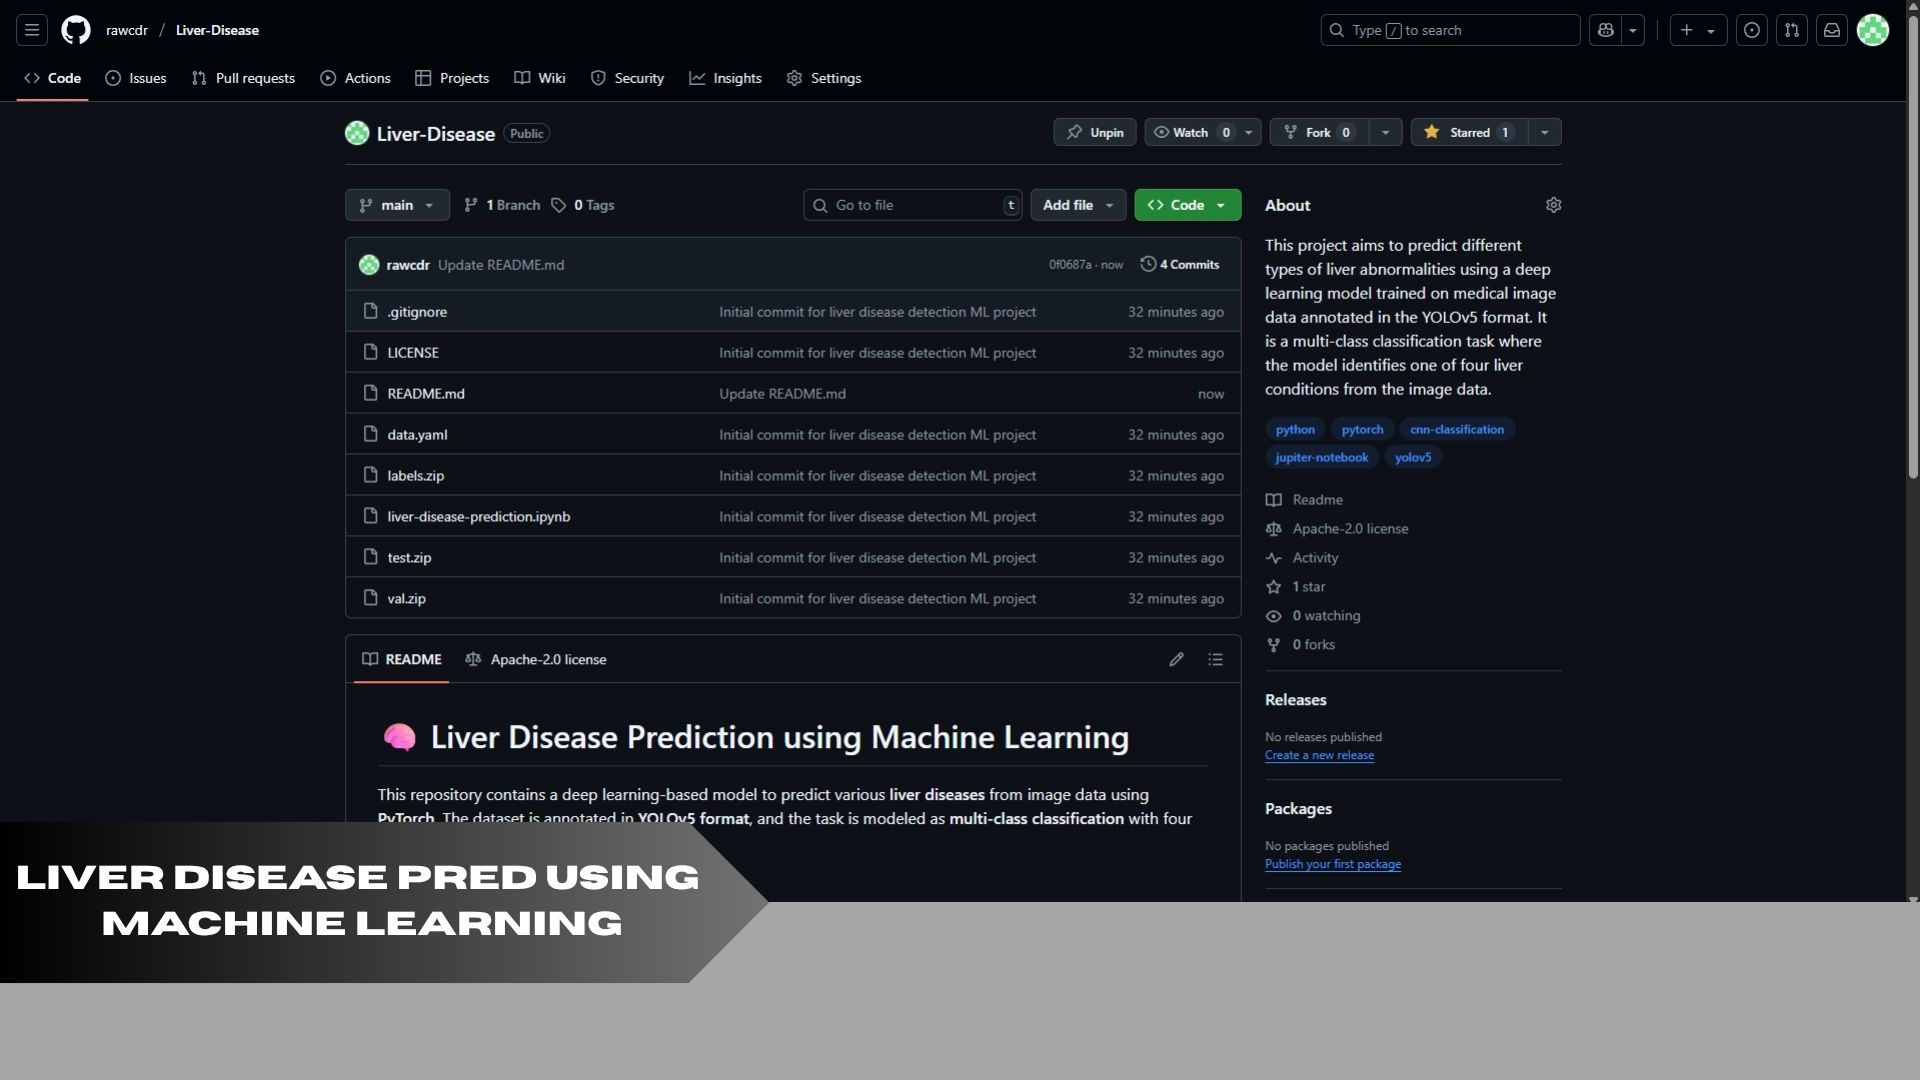 rawcdr / Liver-Disease
Type / to search
Code Issues Pull requests Actions Projects Wiki Security Insights Settings
Liver-Disease Public
Unpin Watch 0 Fork 0 Starred 1
main 1 Branch 0 Tags
Go to file t Add file Code
rawcdr Update README.md 0f0687a · now 4 Commits
.gitignore Initial commit for liver disease detection ML project 32 minutes ago
LICENSE Initial commit for liver disease detection ML project 32 minutes ago
README.md Update README.md now
data.yaml Initial commit for liver disease detection ML project 32 minutes ago
labels.zip Initial commit for liver disease detection ML project 32 minutes ago
liver-disease-prediction.ipynb Initial commit for liver disease detection ML project 32 minutes ago
test.zip Initial commit for liver disease detection ML project 32 minutes ago
val.zip Initial commit for liver disease detection ML project 32 minutes ago
README Apache-2.0 license
Liver Disease Prediction using Machine Learning
This repository contains a deep learning-based model to predict various liver diseases from image data using
PyTorch. The dataset is annotated in YOLOv5 format, and the task is modeled as multi-class classification with four
About
This project aims to predict different
types of liver abnormalities using a deep
learning model trained on medical image
data annotated in the YOLOv5 format. It
is a multi-class classification task where
the model identifies one of four liver
conditions from the image data.
python pytorch cnn-classification
jupiter-notebook yolov5
Readme
Apache-2.0 license
Activity
1 star
0 watching
0 forks
Releases
No releases published
Create a new release
Packages
No packages published
Publish your first package
LIVER DISEASE PRED USING
MACHINE LEARNING